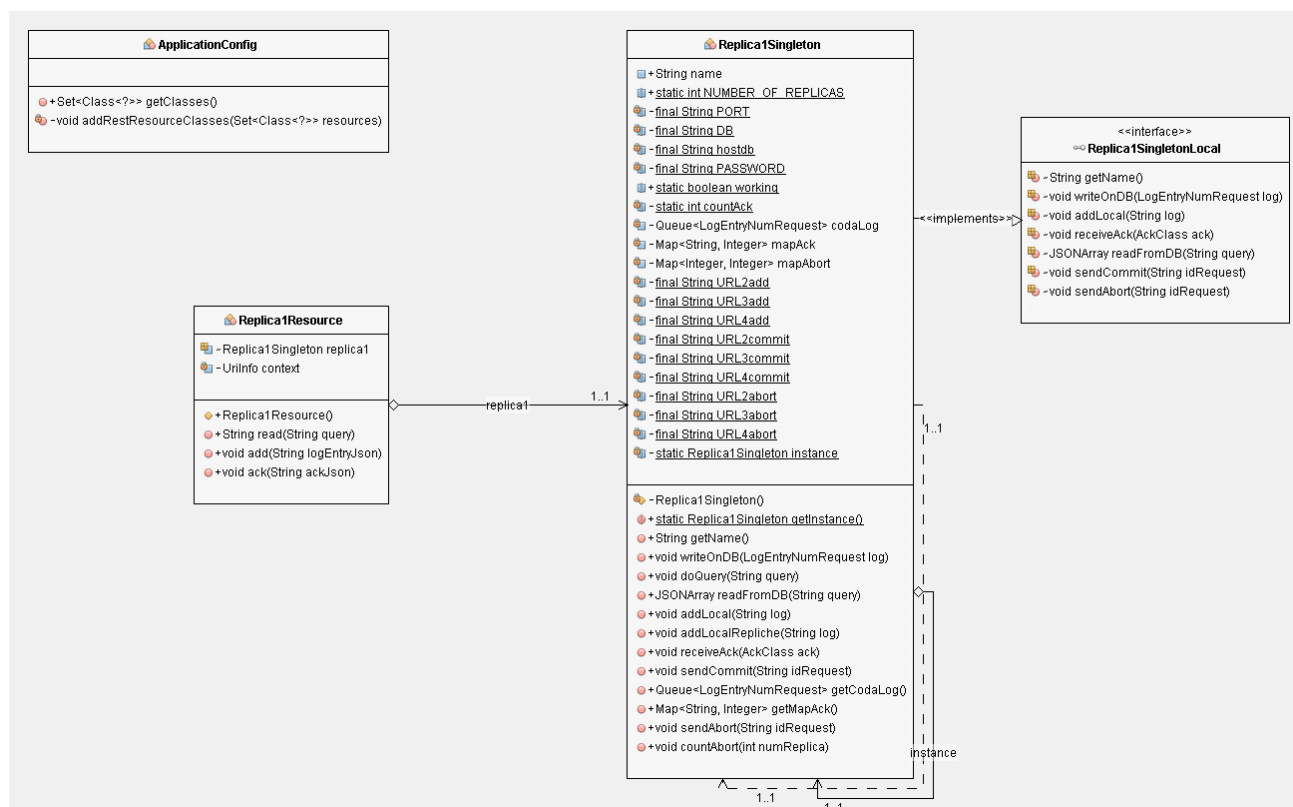 ApplicationConfig
+Set<Class<?>> getClasses()
-void addRestResourceClasses(Set<Class<?>> resources)
Replica1Resource
~Replica1Singleton replica1
-UriInfo context
+Replica1Resource()
+String read(String query)
+void add(String logEntryJson)
+void ack(String ackJson)
replica1
1..1
Replica1Singleton
+String name
+static int NUMBER_OF_REPLICAS
-final String PORT
-final String DB
-final String hostdb
-final String PASSWORD
+static boolean working
-static int countAck
-Queue<LogEntryNumRequest> codaLog
-Map<String, Integer> mapAck
-Map<Integer, Integer> mapAbort
-final String URL2add
-final String URL3add
-final String URL4add
-final String URL2commit
-final String URL3commit
-final String URL4commit
-final String URL2abort
-final String URL3abort
-final String URL4abort
-static Replica1Singleton instance
-Replica1Singleton()
+static Replica1Singleton getInstance()
+String getName()
+void writeOnDB(LogEntryNumRequest log)
+void doQuery(String query)
+JSONArray readFromDB(String query)
+void addLocal(String log)
+void addLocalRepliche(String log)
+void receiveAck(AckClass ack)
+void sendCommit(String idRequest)
+Queue<LogEntryNumRequest> getCodaLog()
+Map<String, Integer> getMapAck()
+void sendAbort(String idRequest)
+void countAbort(int numReplica)
<<implements>>
1..1
instance
1..1
1..1
<<interface>>
Replica1SingletonLocal
~String getName()
~void writeOnDB(LogEntryNumRequest log)
~void addLocal(String log)
~void receiveAck(AckClass ack)
~JSONArray readFromDB(String query)
~void sendCommit(String idRequest)
~void sendAbort(String idRequest)